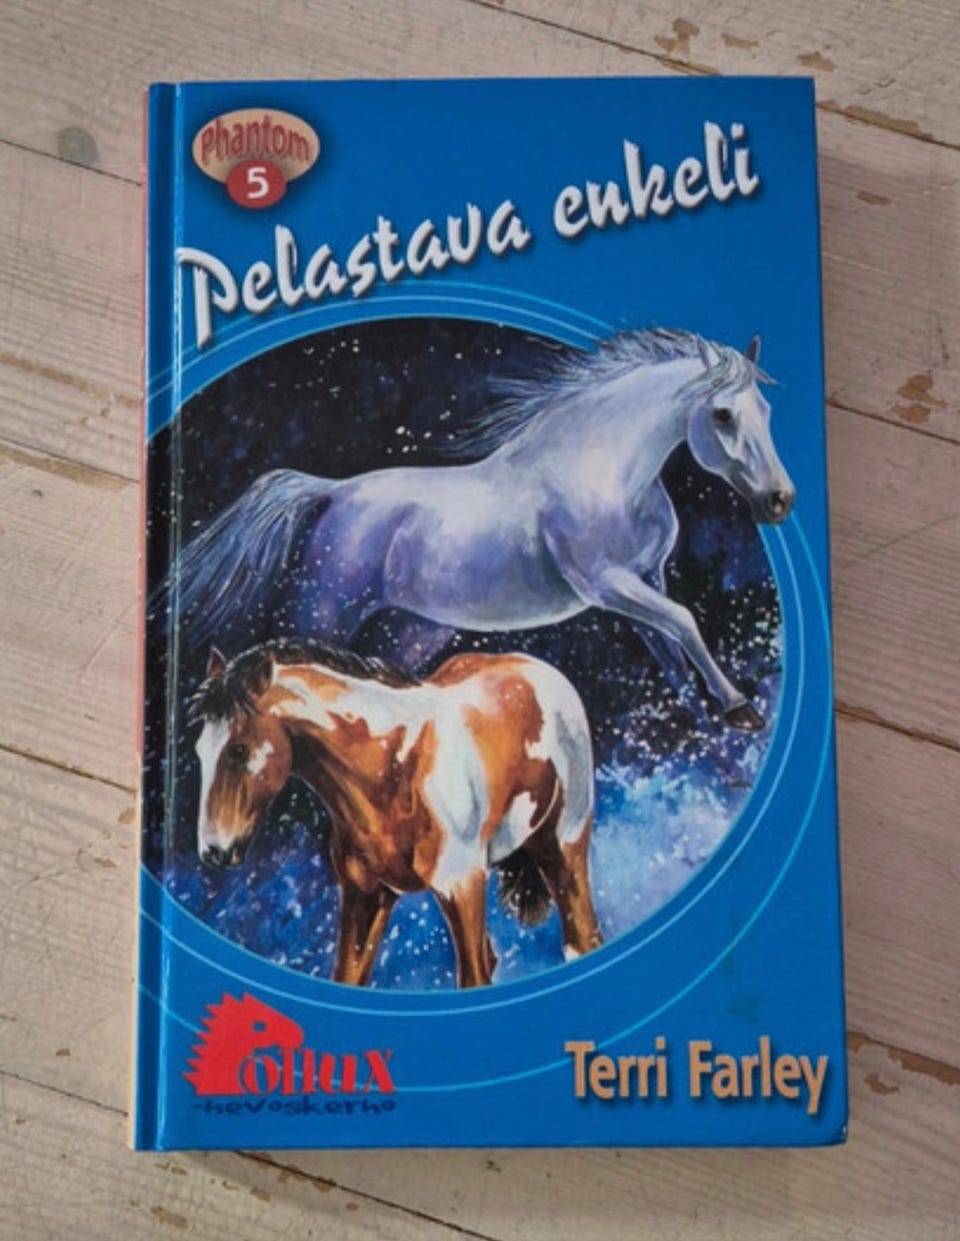 Phantom
5
Pelastava enkeli
Pollux
-hevoskerho
Terri Farley